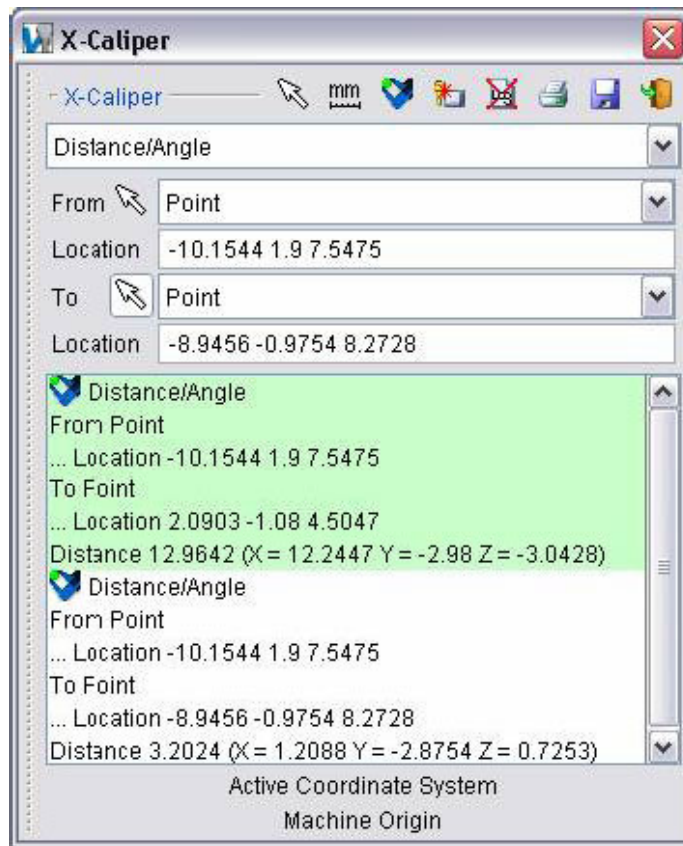 X-Caliper
X-Caliper mm
Distance/Angle
From Point
Location -10.1544 1.9 7.5475
To Point
Location -8.9456 -0.9754 8.2728
Distance/Angle
From Point
... Location -10.1544 1.9 7.5475
To Foint
... Location 2.0903 -1.08 4.5047
Distance 12.9642 (X = 12.2447 Y = -2.98 Z = -3.0428)
Distance/Angle
From Point
... Location -10.1544 1.9 7.5475
To Foint
... Location -8.9456 -0.9754 8.2728
Distance 3.2024 (X = 1.2088 Y = -2.8754 Z = 0.7253)
Active Coordinate System
Machine Origin